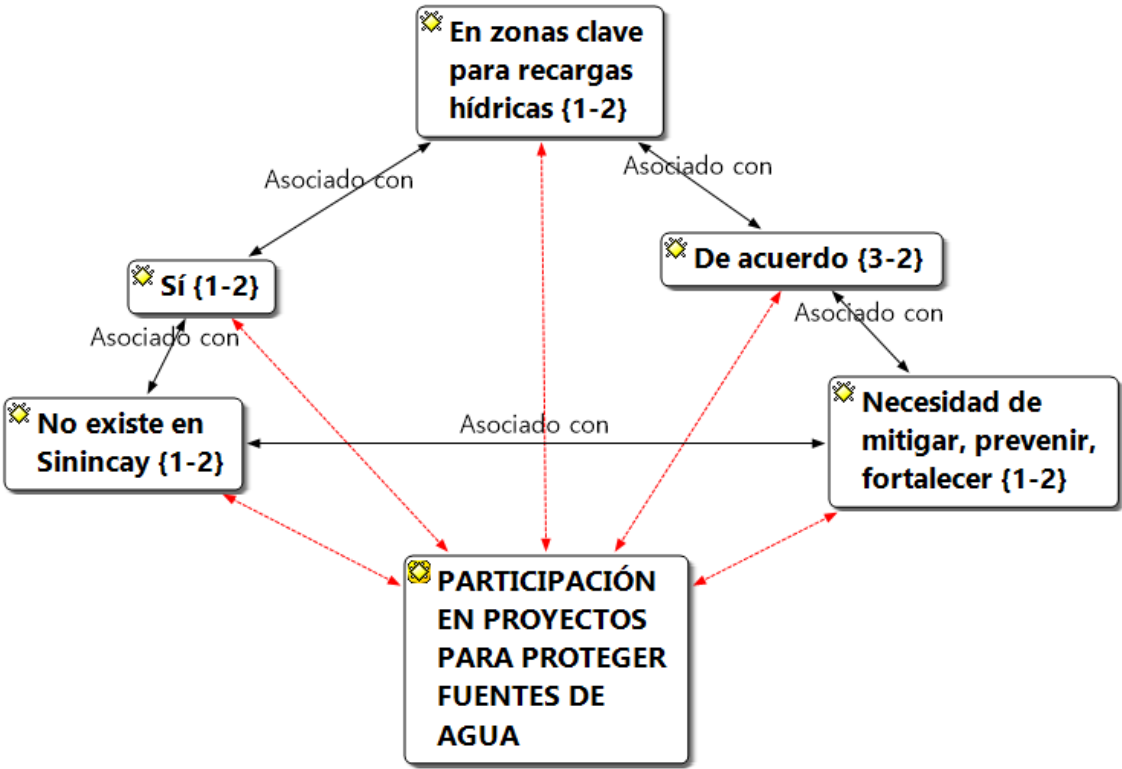 En zonas clave
para recargas
hídricas {1-2}
Asociado con
Asociado con
De acuerdo {3-2}
Sí {1-2}
Asociado con
Asociado con
No existe en
Sinincay {1-2}
Asociado con
Necesidad de
mitigar, prevenir,
fortalecer {1-2}
PARTICIPACIÓN
EN PROYECTOS
PARA PROTEGER
FUENTES DE
AGUA